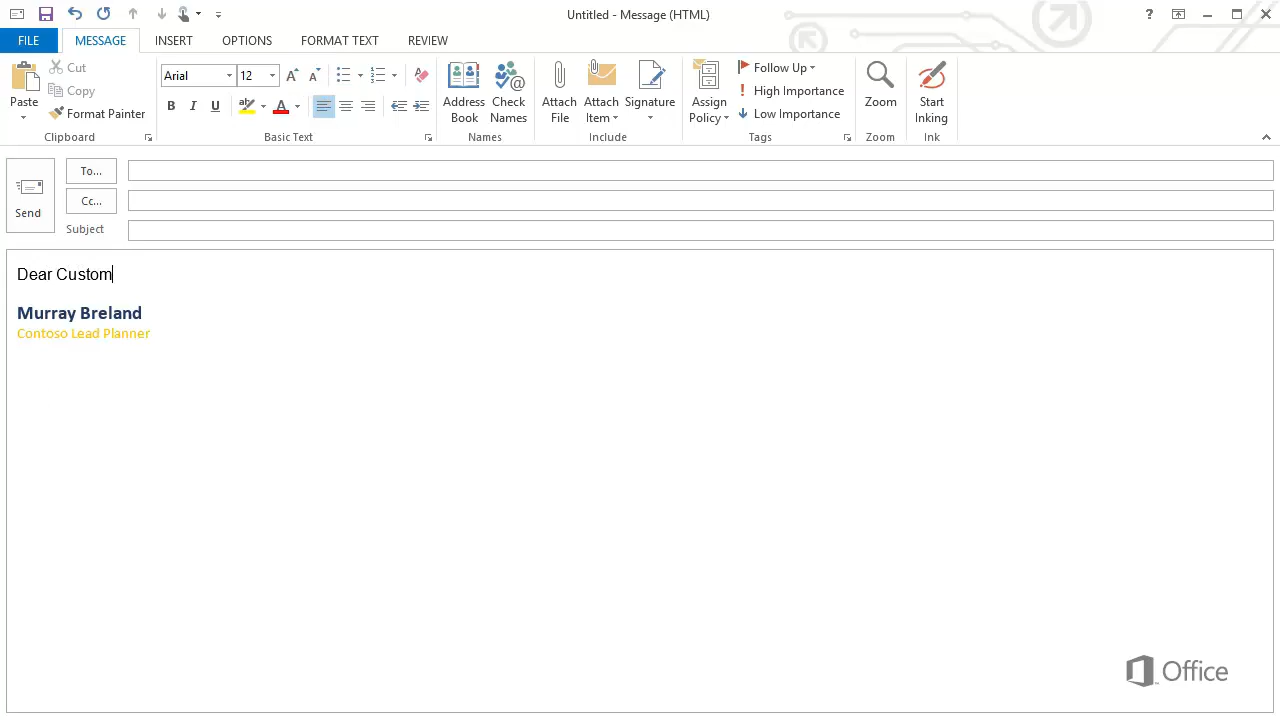 Untitled - Message (HTML)
?
FILE MESSAGE INSERT OPTIONS FORMAT TEXT REVIEW
Paste
Cut
Copy
Format Painter
Clipboard
Arial 12
B I U
Basic Text
Address Book
Check Names
Names
Attach File
Attach Item
Signature
Include
Assign Policy
Follow Up
High Importance
Low Importance
Tags
Zoom
Zoom
Start Inking
Ink
Send
To...
Cc...
Subject
Dear Custom
Murray Breland
Contoso Lead Planner
Office